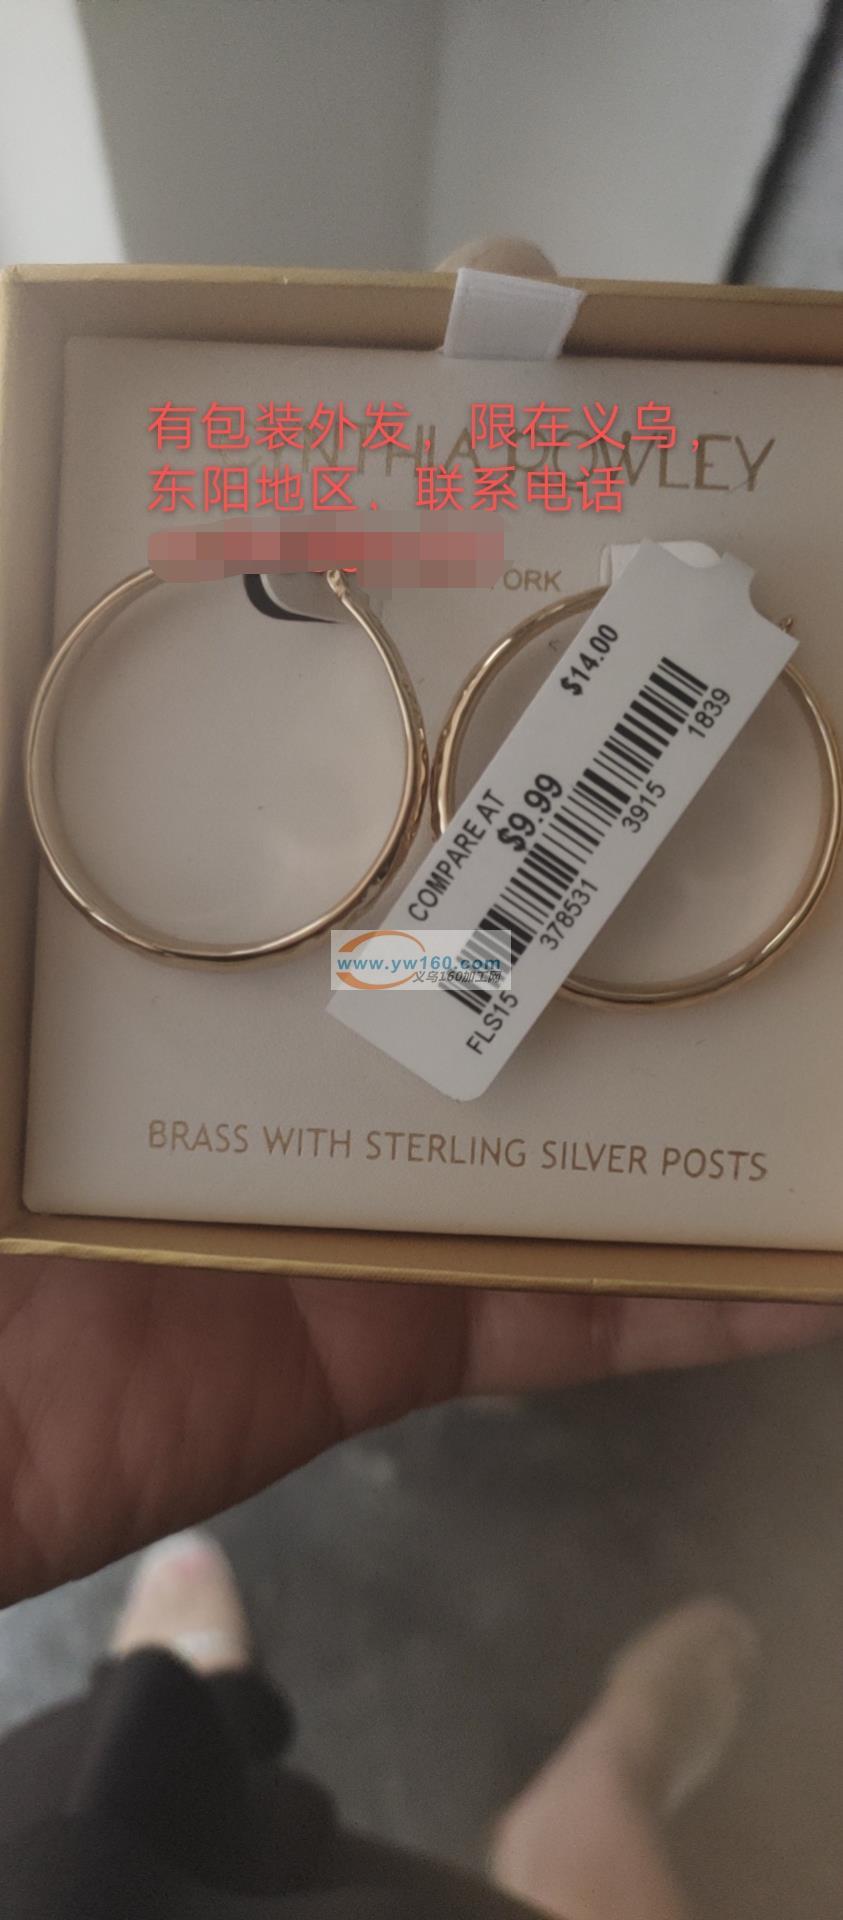 有包装外发，限在义乌，
东阳地区、联系电话
CYNTHIA ROWLEY
YORK
$14.00
COMPARE AT
$9.99
1839
3915
378531
FLS15
www.yw160.com
义乌160加工网
BRASS WITH STERLING SILVER POSTS